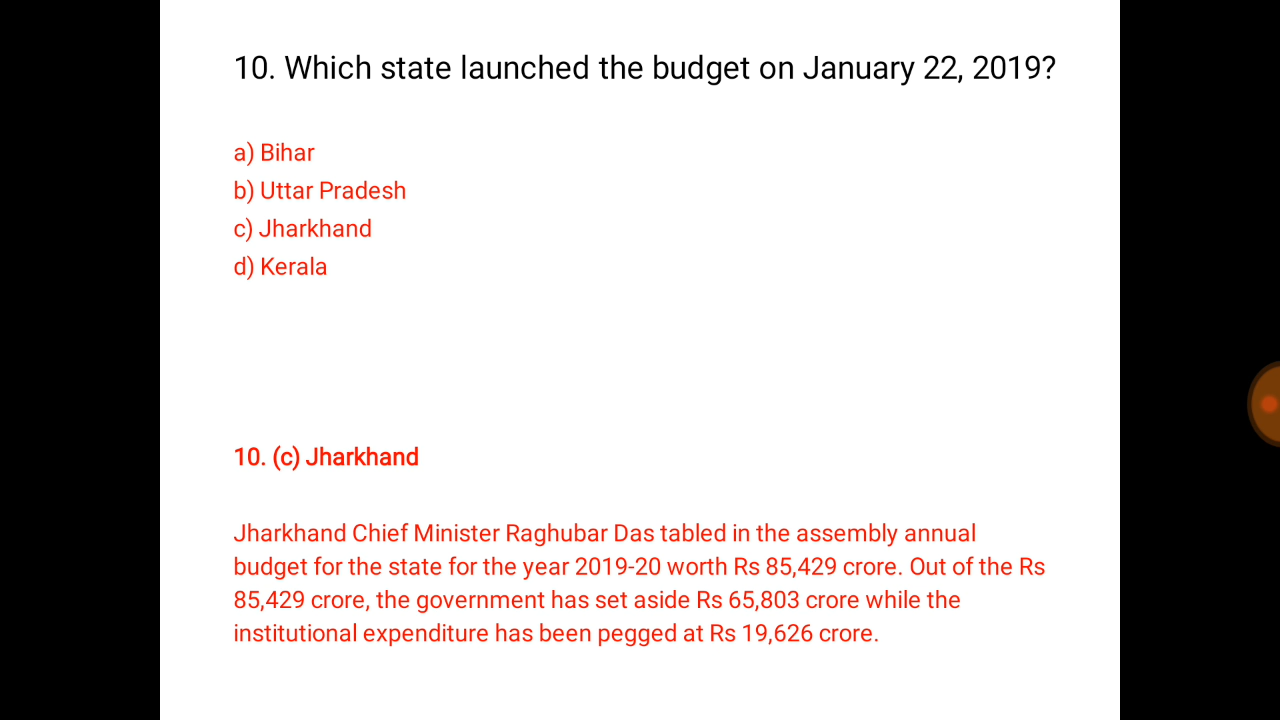 10. Which state launched the budget on January 22, 2019?
a) Bihar
b) Uttar Pradesh
c) Jharkhand
d) Kerala
10. (c) Jharkhand
Jharkhand Chief Minister Raghubar Das tabled in the assembly annual
budget for the state for the year 2019-20 worth Rs 85,429 crore. Out of the Rs
85,429 crore, the government has set aside Rs 65,803 crore while the
institutional expenditure has been pegged at Rs 19,626 crore.